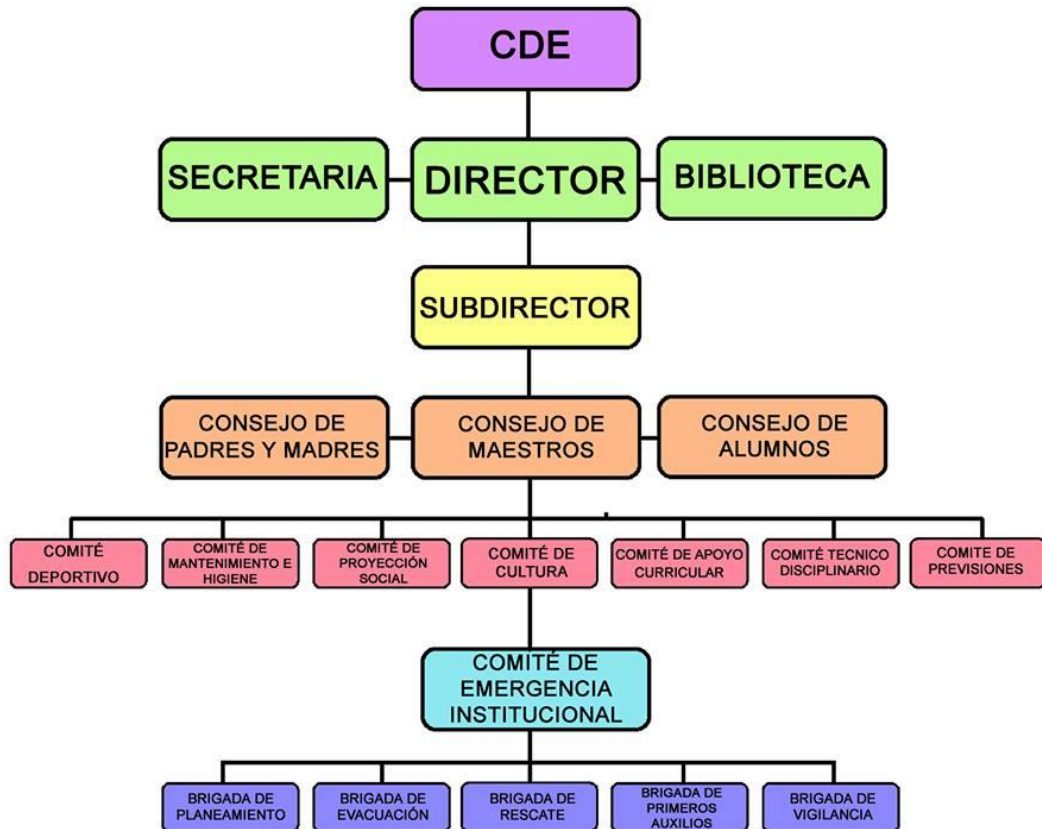 CDE
SECRETARIA
DIRECTOR
BIBLIOTECA
SUBDIRECTOR
CONSEJO DE
PADRES Y MADRES
CONSEJO DE
MAESTROS
CONSEJO DE
ALUMNOS
COMITÉ
DEPORTIVO
COMITÉ DE
MANTENIMIENTO E
HIGIENE
COMITÉ DE
PROYECCIÓN
SOCIAL
COMITÉ DE
CULTURA
COMITÉ DE APOYO
CURRICULAR
COMITÉ TECNICO
DISCIPLINARIO
COMITE DE
PREVISIONES
COMITÉ DE
EMERGENCIA
INSTITUCIONAL
BRIGADA DE
PLANEAMIENTO
BRIGADA DE
EVACUACIÓN
BRIGADA DE
RESCATE
BRIGADA DE
PRIMEROS
AUXILIOS
BRIGADA DE
VIGILANCIA